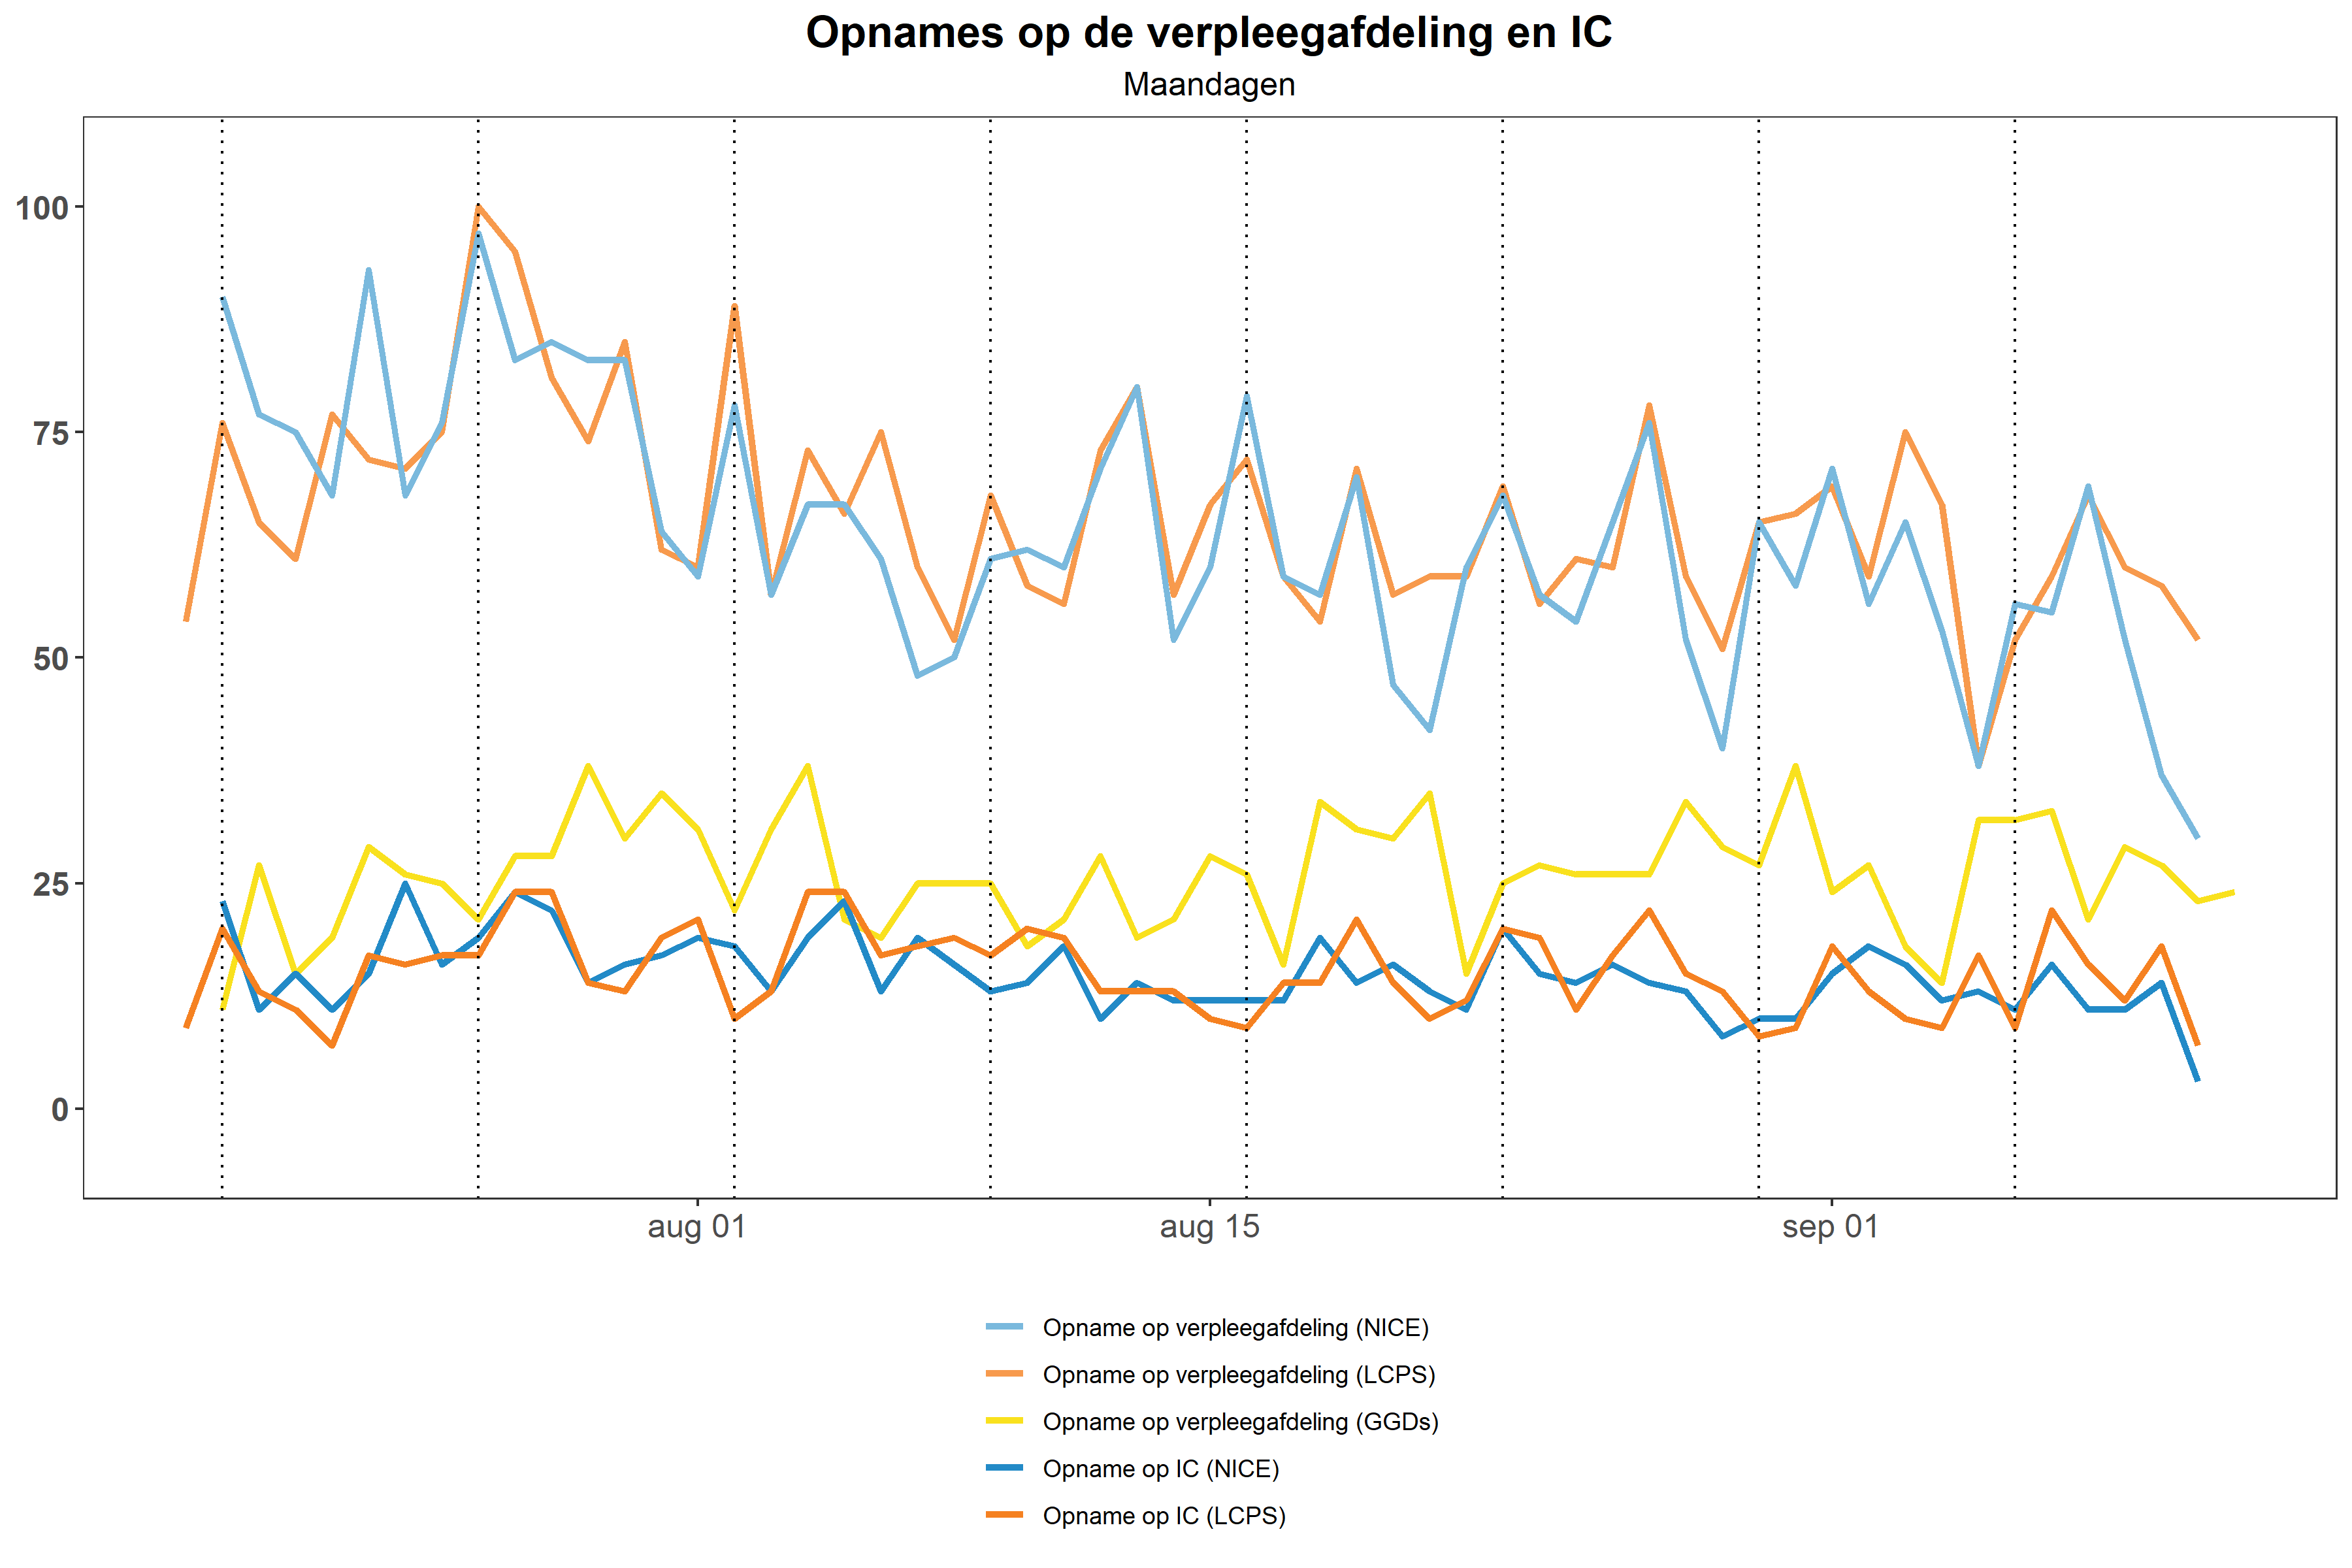 Opnames op de verpleegafdeling en IC
Maandagen
100
75
50
25
0
aug 01
aug 15
sep 01
Opname op verpleegafdeling (NICE)
Opname op verpleegafdeling (LCPS)
Opname op verpleegafdeling (GGDs)
Opname op IC (NICE)
Opname op IC (LCPS)